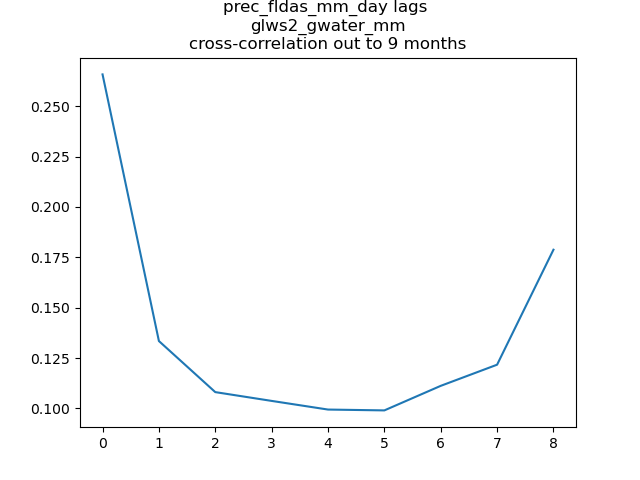 prec_fldas_mm_day lags
glws2_gwater_mm
cross-correlation out to 9 months
0.250
0.225
0.200
0.175
0.150
0.125
0.100
0 1 2 3 4 5 6 7 8